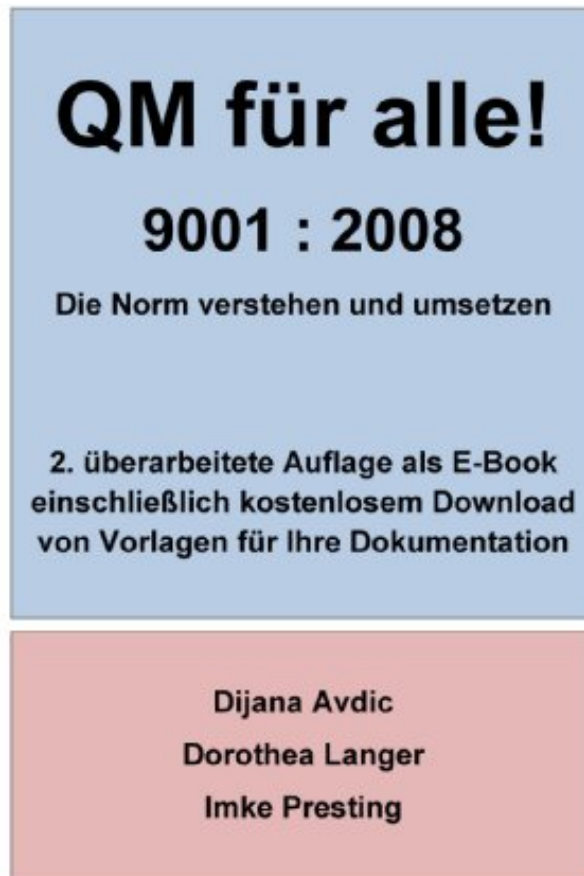 QM für alle!
9001 : 2008
Die Norm verstehen und umsetzen
2. überarbeitete Auflage als E-Book
einschließlich kostenlosem Download
von Vorlagen für Ihre Dokumentation
Dijana Avdic
Dorothea Langer
Imke Presting